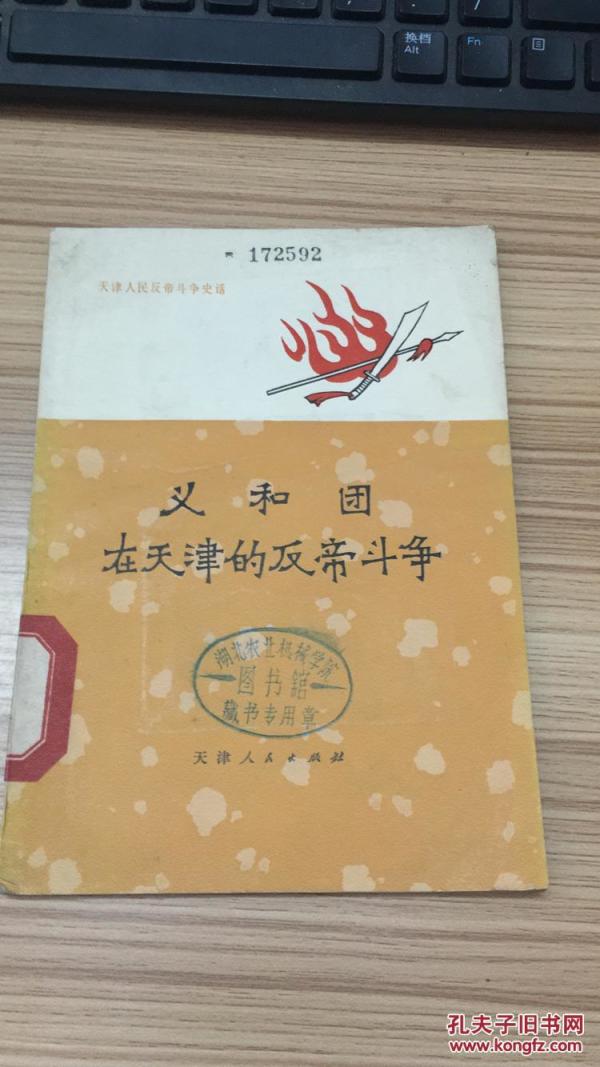 换档
Alt
Fn
172592
天津人民反帝斗争史话
义和团
在天津的反帝斗争
湖北农业机械学院
图书馆
藏书专用章
天津人民出版社
孔夫子旧书网
www.kongfz.com